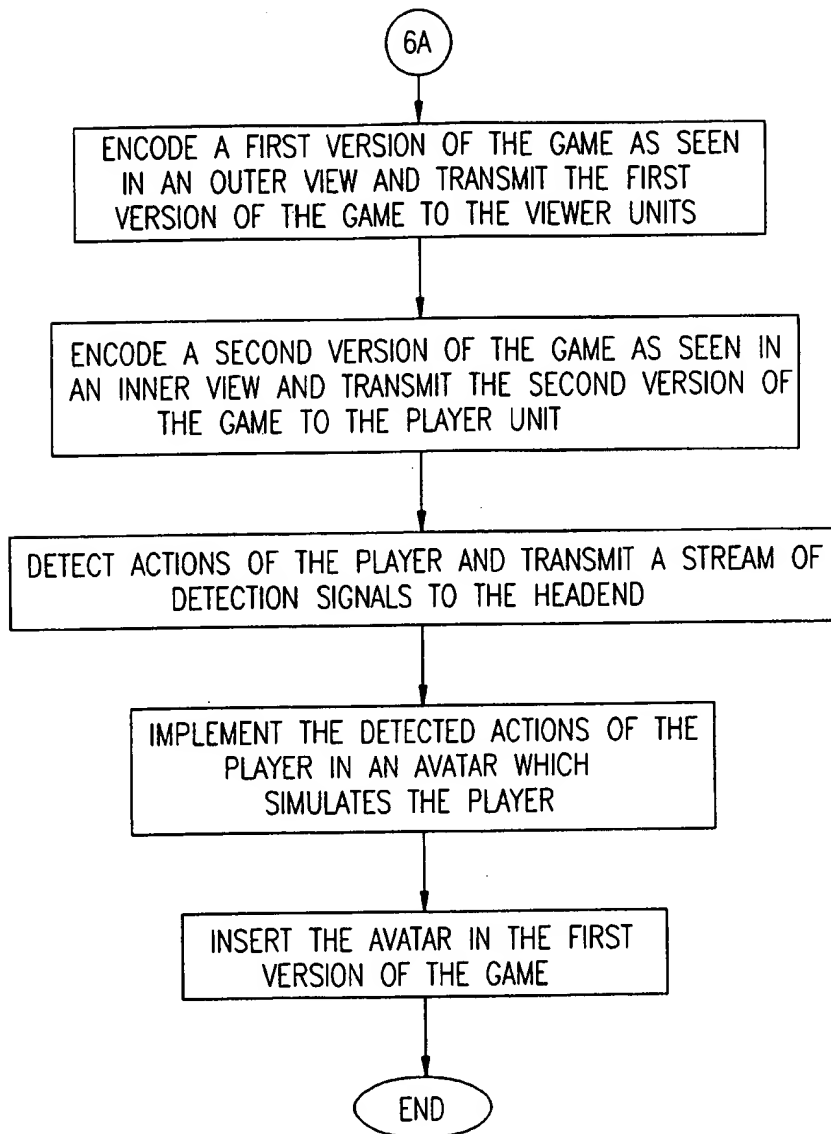 6A
ENCODE A FIRST VERSION OF THE GAME AS SEEN
IN AN OUTER VIEW AND TRANSMIT THE FIRST
VERSION OF THE GAME TO THE VIEWER UNITS
ENCODE A SECOND VERSION OF THE GAME AS SEEN IN
AN INNER VIEW AND TRANSMIT THE SECOND VERSION OF
THE GAME TO THE PLAYER UNIT
DETECT ACTIONS OF THE PLAYER AND TRANSMIT A STREAM OF
DETECTION SIGNALS TO THE HEADEND
IMPLEMENT THE DETECTED ACTIONS OF THE
PLAYER IN AN AVATAR WHICH
SIMULATES THE PLAYER
INSERT THE AVATAR IN THE FIRST
VERSION OF THE GAME
END